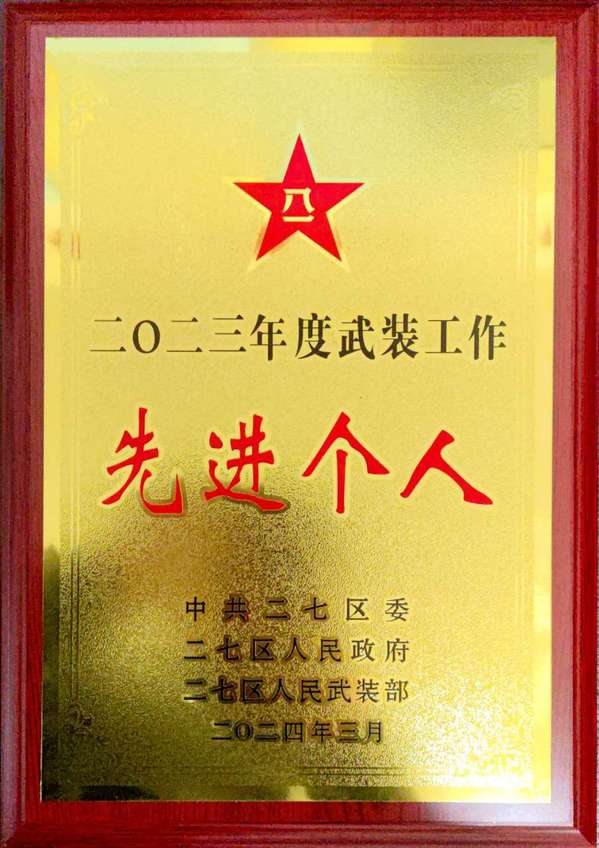 八一
二〇二三年度武装工作
先进个人
中共二七区委
二七区人民政府
二七区人民武装部
二〇二四年三月